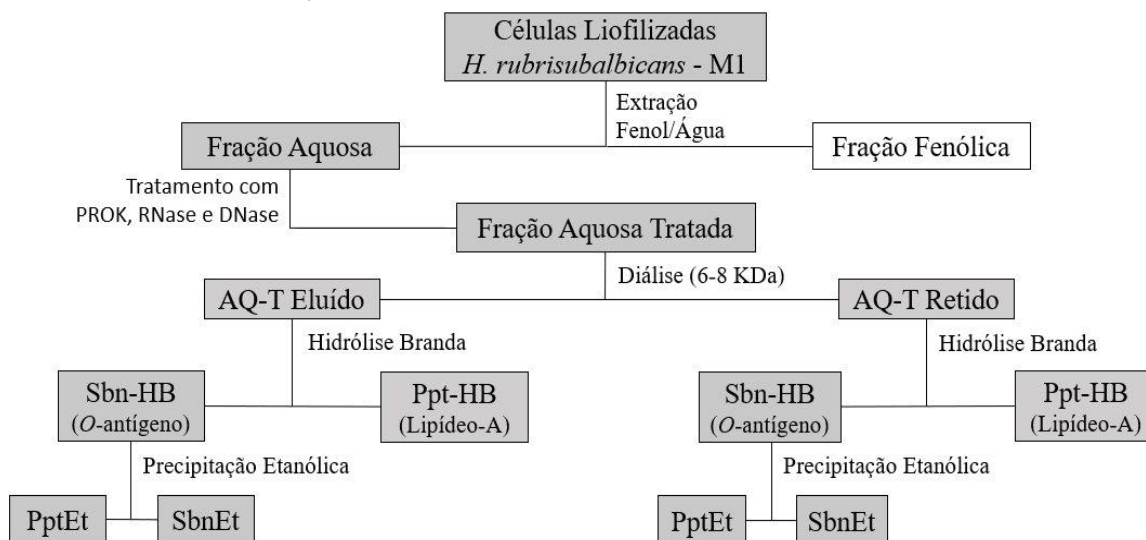 Células Liofilizadas
H. rubrisubalbicans - M1
Extração
Fenol/Água
Fração Aquosa
Fração Fenólica
Tratamento com
PROK, RNase e DNase
Fração Aquosa Tratada
Diálise (6-8 KDa)
AQ-T Eluído
AQ-T Retido
Hidrólise Branda
Hidrólise Branda
Sbn-HB
(O-antígeno)
Ppt-HB
(Lipídeo-A)
Sbn-HB
(O-antígeno)
Ppt-HB
(Lipídeo-A)
Precipitação Etanólica
Precipitação Etanólica
PptEt
SbnEt
PptEt
SbnEt